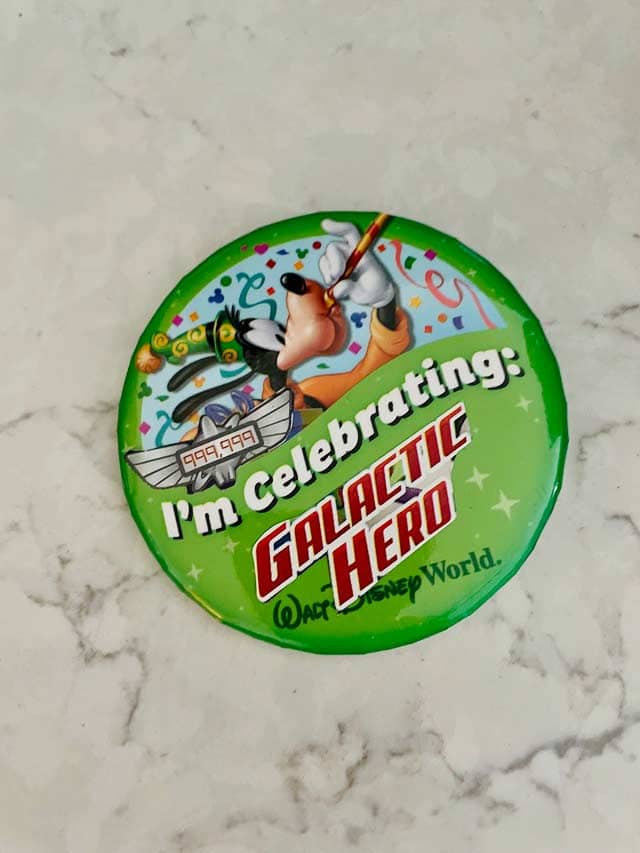 999,999
I'm Celebrating:
GALACTIC
HERO
WALT DISNEY World.